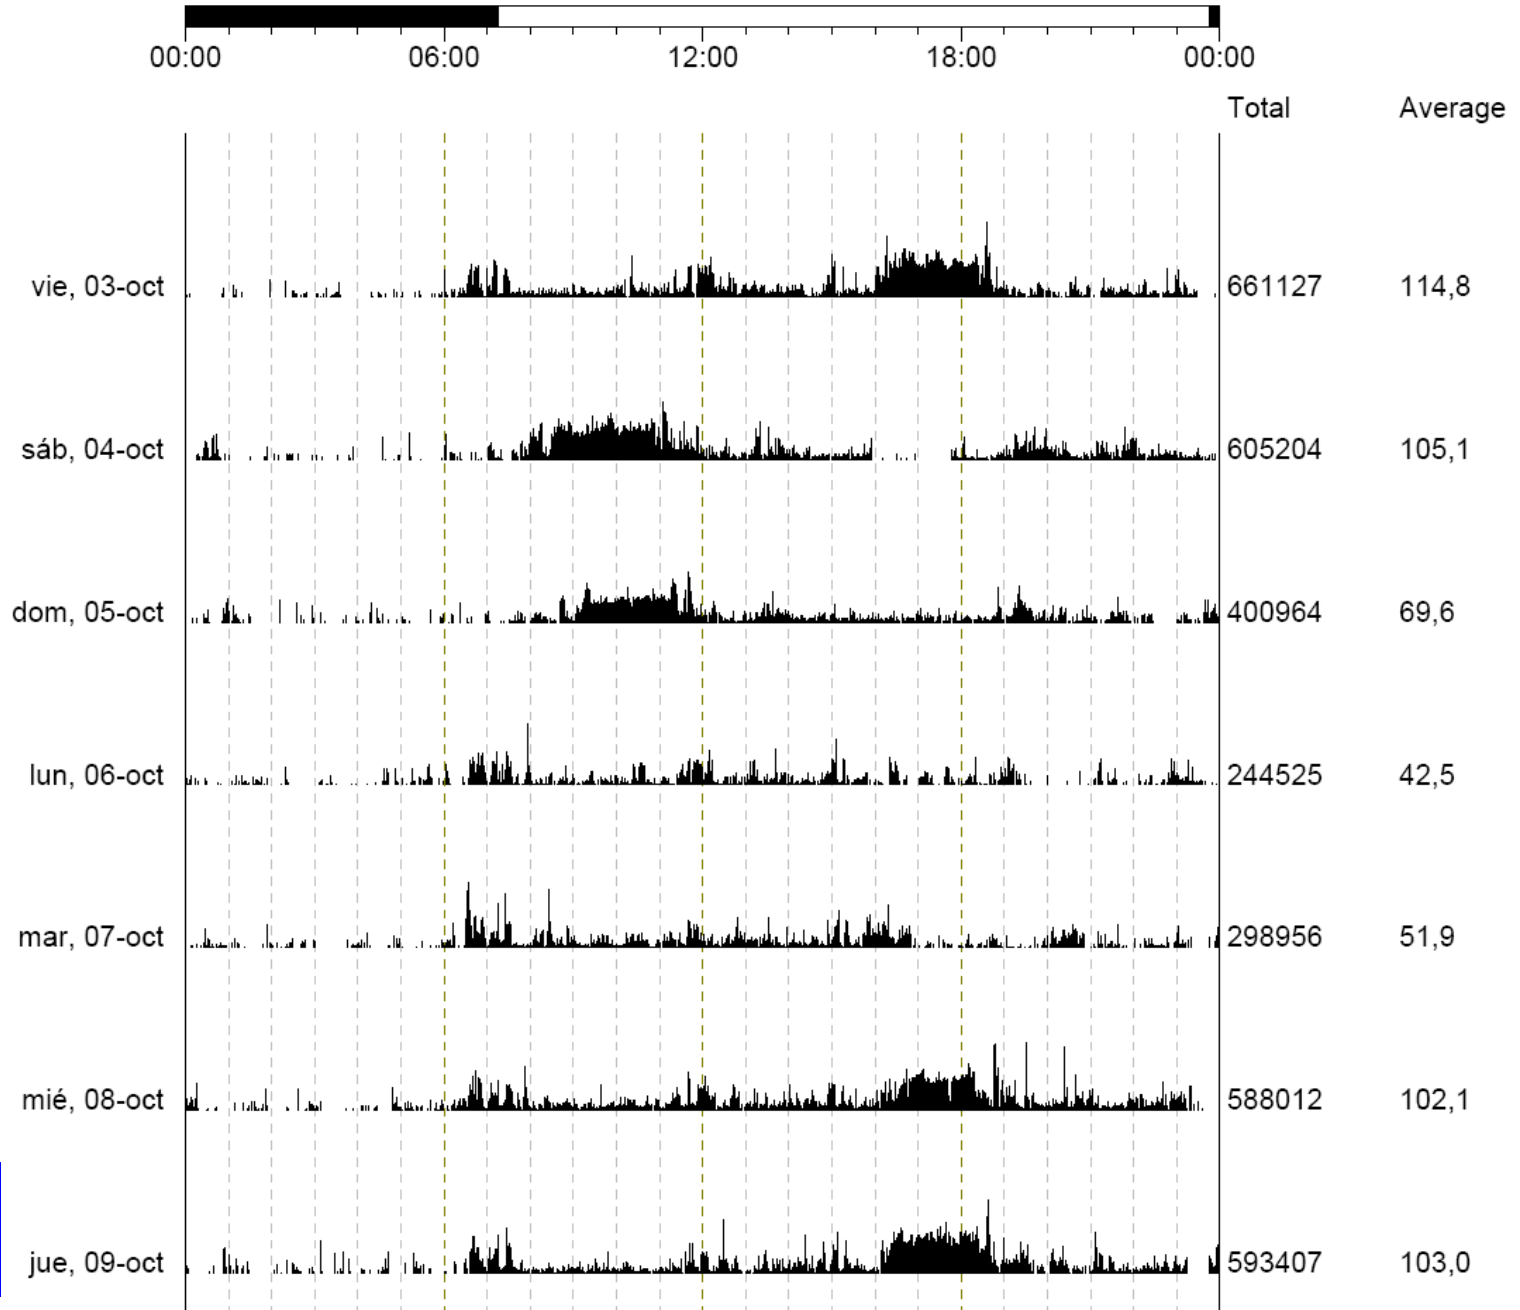 00:00 06:00 12:00 18:00 00:00
Total Average
vie, 03-oct 661127 114,8
sáb, 04-oct 605204 105,1
dom, 05-oct 400964 69,6
lun, 06-oct 244525 42,5
mar, 07-oct 298956 51,9
mié, 08-oct 588012 102,1
jue, 09-oct 593407 103,0